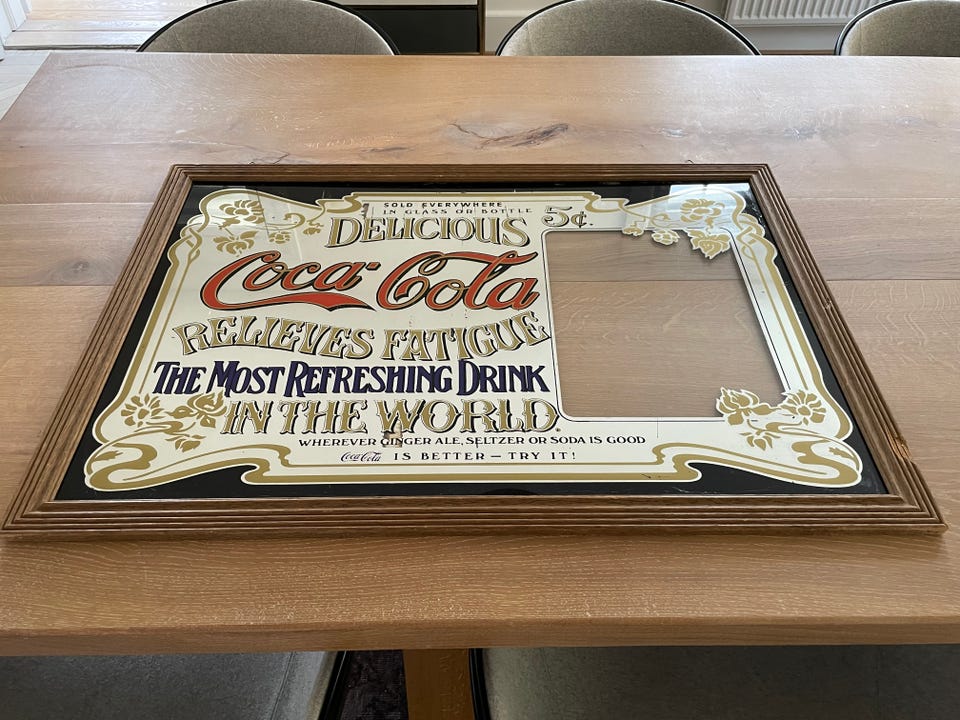 SOLD EVERYWHERE
IN GLASS OR BOTTLE 5¢.
DELICIOUS
Coca-Cola
RELIEVES FATIGUE
THE MOST REFRESHING DRINK
IN THE WORLD.
WHEREVER GINGER ALE, SELTZER OR SODA IS GOOD
Coca-Cola IS BETTER – TRY IT!